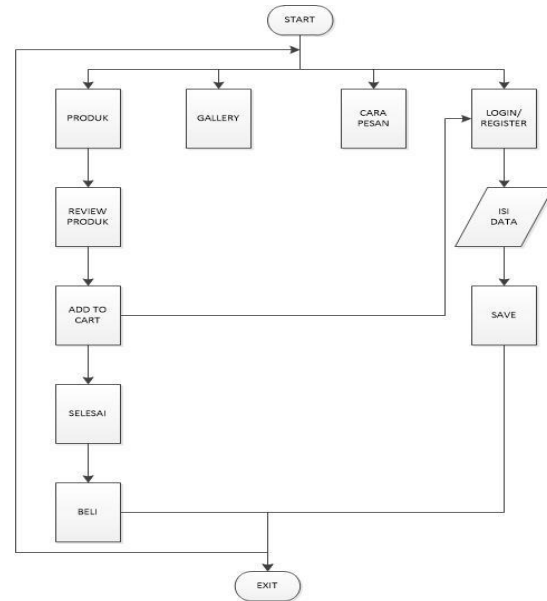 START
PRODUK
GALLERY
CARA
PESAN
LOGIN/
REGISTER
REVIEW
PRODUK
ISI
DATA
ADD TO
CART
SAVE
SELESAI
BELI
EXIT